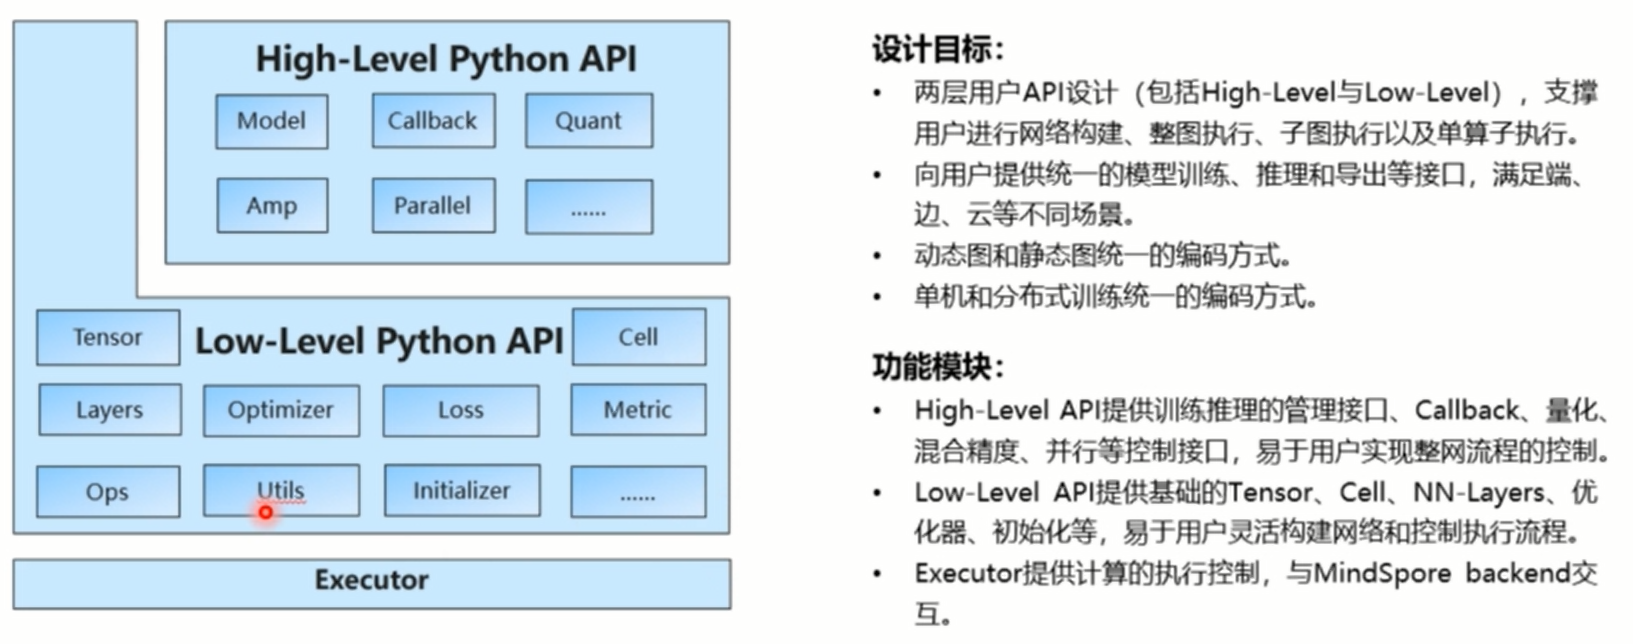 High-Level Python API
Model
Callback
Quant
Amp
Parallel
......
Tensor
Low-Level Python API
Cell
Layers
Optimizer
Loss
Metric
Ops
Utils
Initializer
......
Executor
设计目标：
• 两层用户API设计（包括High-Level与Low-Level），支撑
用户进行网络构建、整图执行、子图执行以及单算子执行。
• 向用户提供统一的模型训练、推理和导出等接口，满足端、
边、云等不同场景。
• 动态图和静态图统一的编码方式。
• 单机和分布式训练统一的编码方式。
功能模块：
• High-Level API提供训练推理的管理接口、Callback、量化、
混合精度、并行等控制接口，易于用户实现整网流程的控制。
• Low-Level API提供基础的Tensor、Cell、NN-Layers、优
化器、初始化等，易于用户灵活构建网络和控制执行流程。
• Executor提供计算的执行控制，与MindSpore backend交
互。